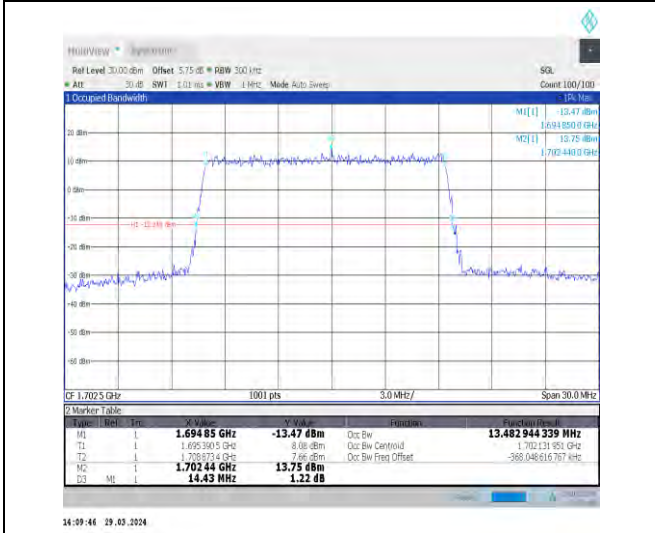 MultiView
Ref Level 30.00 dBm Offset 5.75 dB RBW 300 kHz SGL
Att 30 dB SWT 1.01 ms VBW 1 MHz Mode Auto Sweep Count 100/100
1 Occupied Bandwidth 1Pk Max
M1[1] -13.47 dBm
1.694 850 0 GHz
M2[1] 13.75 dBm
1.702 440 0 GHz
20 dBm
10 dBm
0 dBm
-10 dBm
-20 dBm
-30 dBm
-40 dBm
-50 dBm
-60 dBm
CF 1.7025 GHz 1001 pts 3.0 MHz/ Span 30.0 MHz
2 Marker Table
Type Ref Trc X-Value Y-Value Function Function Result
M1 1 1.694 85 GHz -13.47 dBm Occ Bw 13.482 944 339 MHz
T1 1 1.695 390 5 GHz 8.08 dBm Occ Bw Centroid 1.702 131 951 GHz
T2 1 1.708 873 4 GHz 7.66 dBm Occ Bw Freq Offset -368.048 616 767 kHz
M2 1 1.702 44 GHz 13.75 dBm
D3 M1 1 14.43 MHz 1.22 dB
14:09:46 29.03.2024